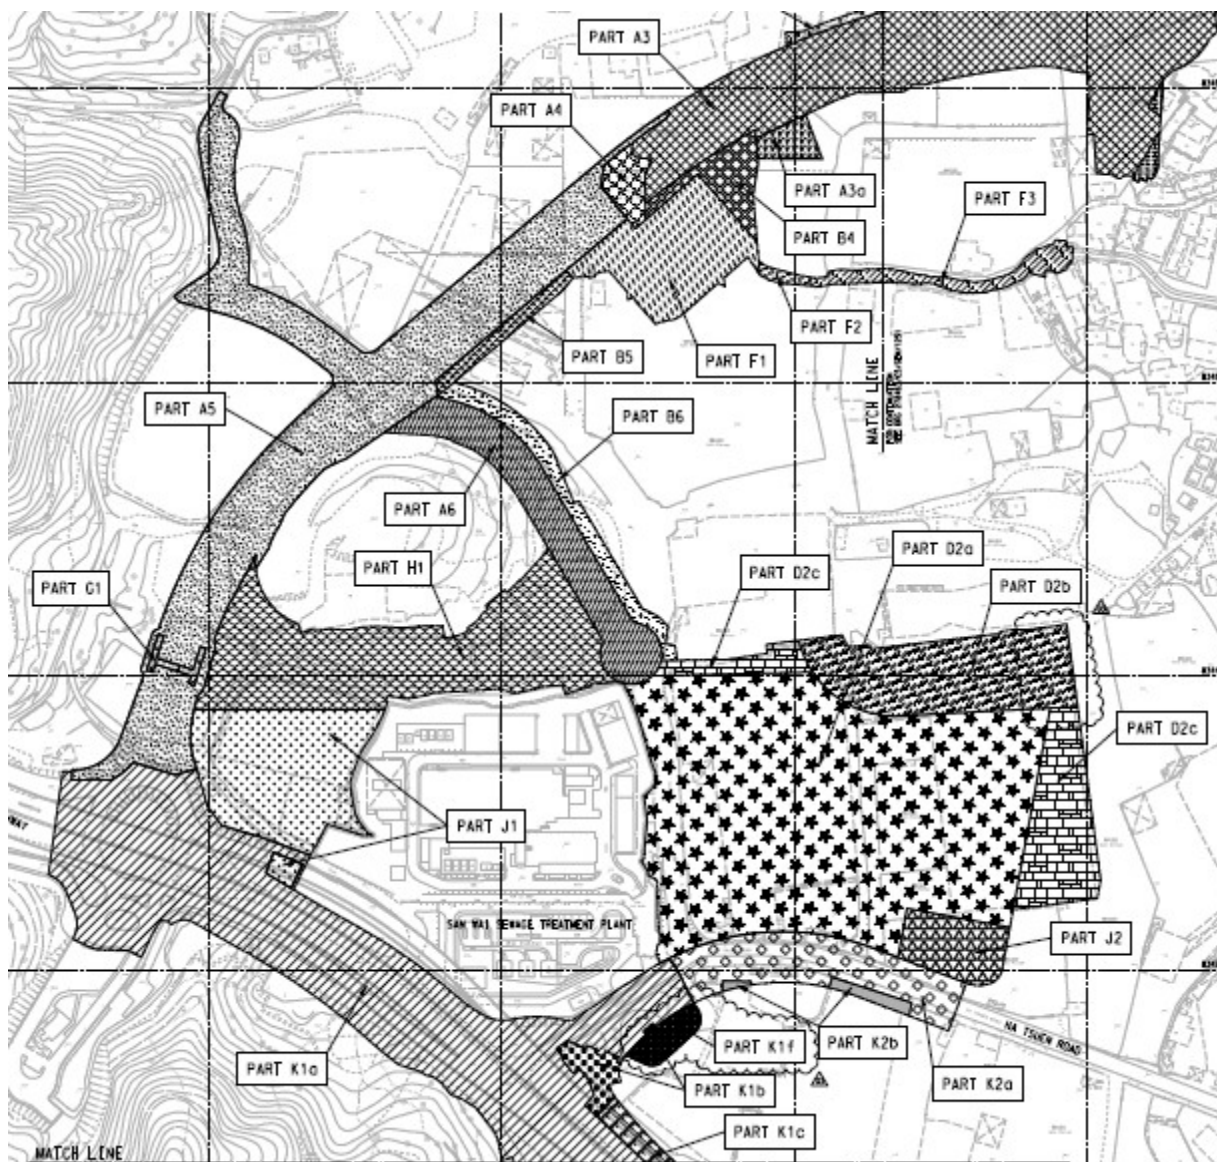 PART A3
PART A4
PART A3a
PART F3
PART B4
PART F2
PART B5
PART F1
MATCH LINE
PART A5
PART B6
PART A6
PART D2a
PART H1
PART D2c
PART D2b
PART G1
PART D2c
PART J1
SAN WAI SEWAGE TREATMENT PLANT
PART J2
HA TSUEN ROAD
PART K1f
PART K2b
PART K1a
PART K1b
PART K2a
PART K1c
MATCH LINE